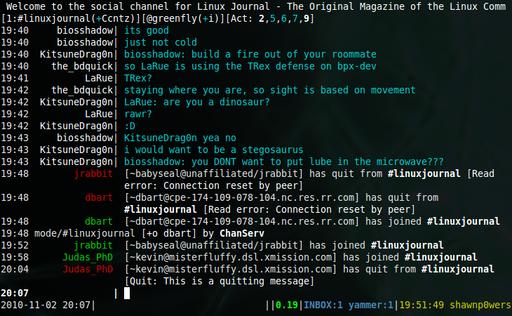 Welcome to the social channel for Linux Journal - The Original Magazine of the Linux Comm
[1:#linuxjournal(+Ccntz)][@greenfly(+i)][Act: 2,5,6,7,9]
19:40 biosshadow| its good
19:40 biosshadow| just not cold
19:40 KitsuneDrag0n| biosshadow: build a fire out of your roommate
19:40 the_bdquick| so LaRue is using the TRex defense on bpx-dev
19:41 LaRue| TRex?
19:42 the_bdquick| staying where you are, so sight is based on movement
19:42 KitsuneDrag0n| LaRue: are you a dinosaur?
19:42 LaRue| rawr?
19:42 KitsuneDrag0n| :D
19:43 biosshadow| KitsuneDrag0n yea no
19:43 KitsuneDrag0n| i would want to be a stegosaurus
19:43 KitsuneDrag0n| biosshadow: you DONT want to put lube in the microwave???
19:48 jrabbit [~babyseal@unaffiliated/jrabbit] has quit from #linuxjournal [Read
error: Connection reset by peer]
19:48 dbart [~dbart@cpe-174-109-078-104.nc.res.rr.com] has quit from
#linuxjournal [Read error: Connection reset by peer]
19:48 dbart [~dbart@cpe-174-109-078-104.nc.res.rr.com] has joined #linuxjournal
19:48 mode/#linuxjournal [+o dbart] by ChanServ
19:52 jrabbit [~babyseal@unaffiliated/jrabbit] has joined #linuxjournal
19:58 Judas_PhD [~kevin@misterfluffy.dsl.xmission.com] has joined #linuxjournal
20:04 Judas_PhD [~kevin@misterfluffy.dsl.xmission.com] has quit from #linuxjournal
[Quit: This is a quitting message]
20:07 |
2010-11-02 20:07| ||0.19|INBOX:1 yammer:1|19:51:49 shawnp0wers